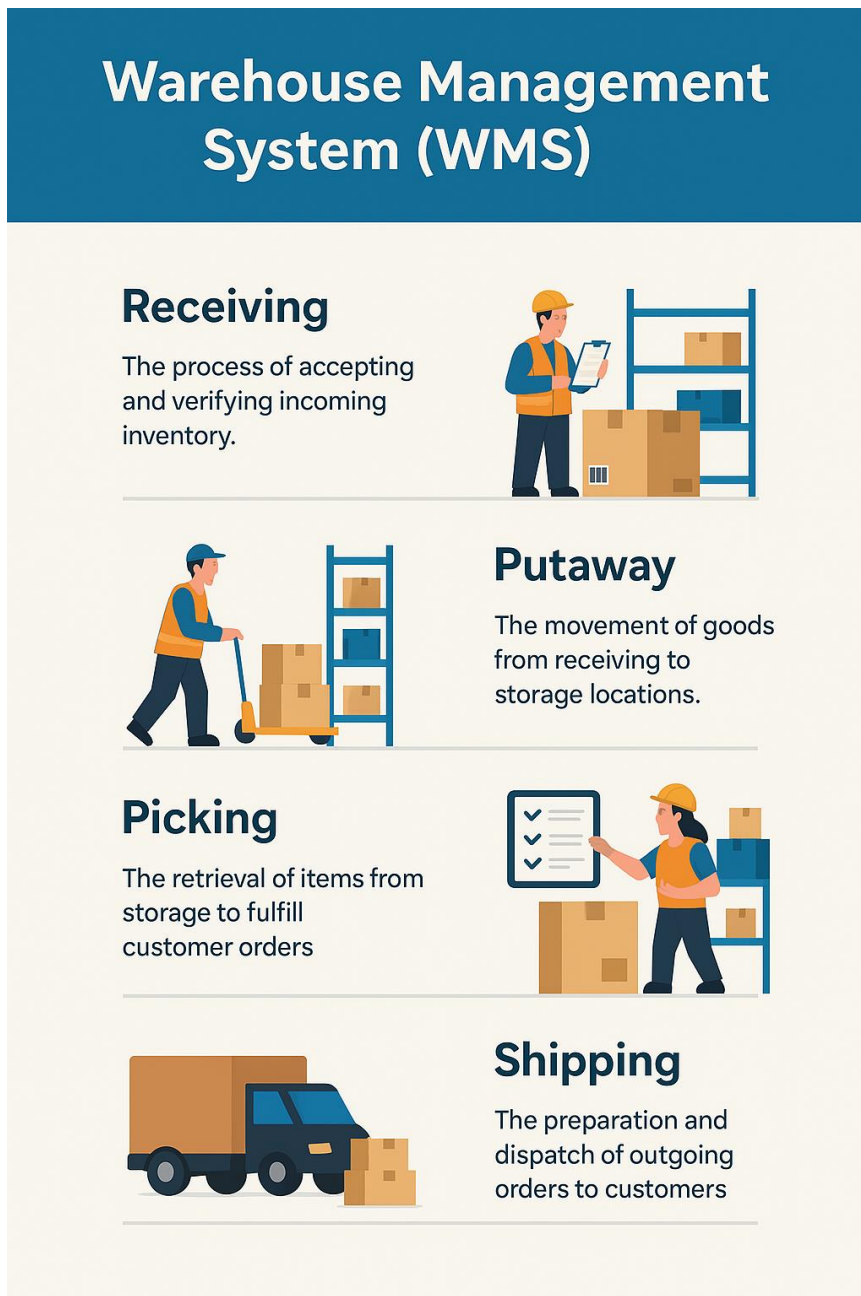 Warehouse Management
System (WMS)
Receiving
The process of accepting
and verifying incoming
inventory.
Putaway
The movement of goods
from receiving to
storage locations.
Picking
The retrieval of items from
storage to fulfill
customer orders
Shipping
The preparation and
dispatch of outgoing
orders to customers